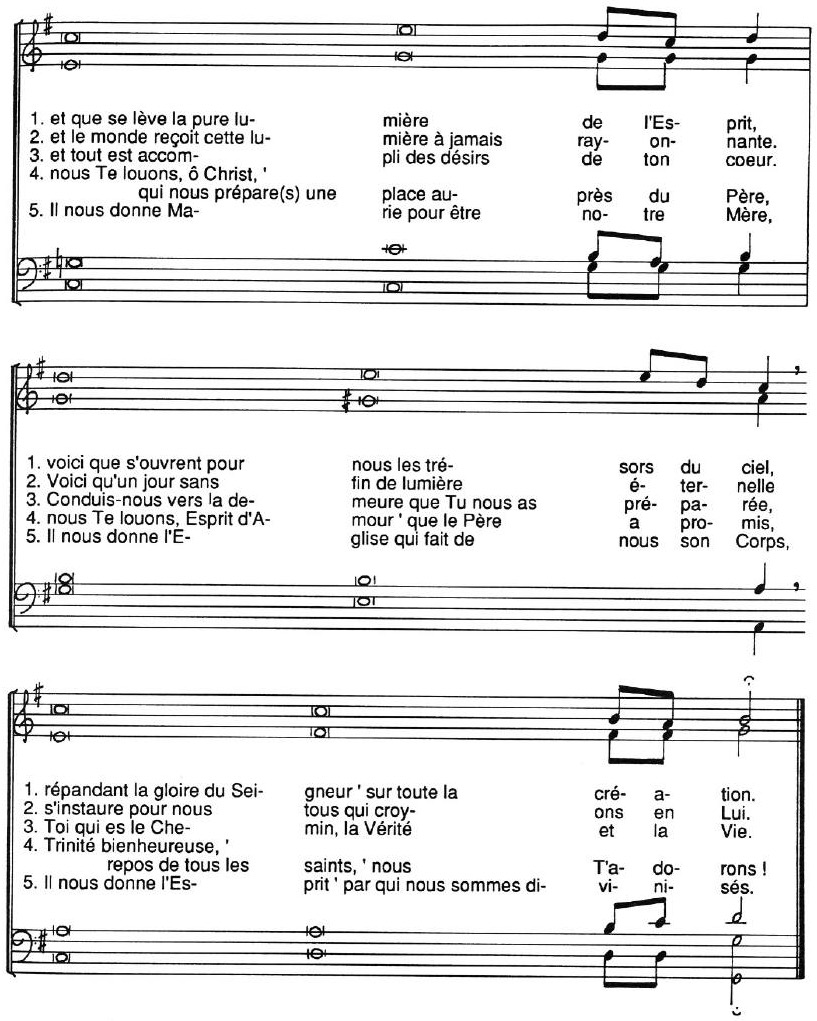 1. et que se lève la pure lu- mière de l'Es- prit,
2. et le monde reçoit cette lu- mière à jamais ray- on- nante.
3. et tout est accom- pli des désirs de ton coeur.
4. nous Te louons, ô Christ, '
qui nous prépare(s) une place au- près du Père,
5. Il nous donne Ma- rie pour être no- tre Mère,
1. voici que s'ouvrent pour nous les tré- sors du ciel,
2. Voici qu'un jour sans fin de lumière é- ter- nelle
3. Conduis-nous vers la de- meure que Tu nous as pré- pa- rée,
4. nous Te louons, Esprit d'A- mour ' que le Père a pro- mis,
5. Il nous donne l'E- glise qui fait de nous son Corps,
1. répandant la gloire du Sei- gneur ' sur toute la cré- a- tion.
2. s'instaure pour nous tous qui croy- ons en Lui.
3. Toi qui es le Che- min, la Vérité et la Vie.
4. Trinité bienheureuse, '
repos de tous les saints, ' nous T'a- do- rons !
5. Il nous donne l'Es- prit ' par qui nous sommes di- vi- ni- sés.